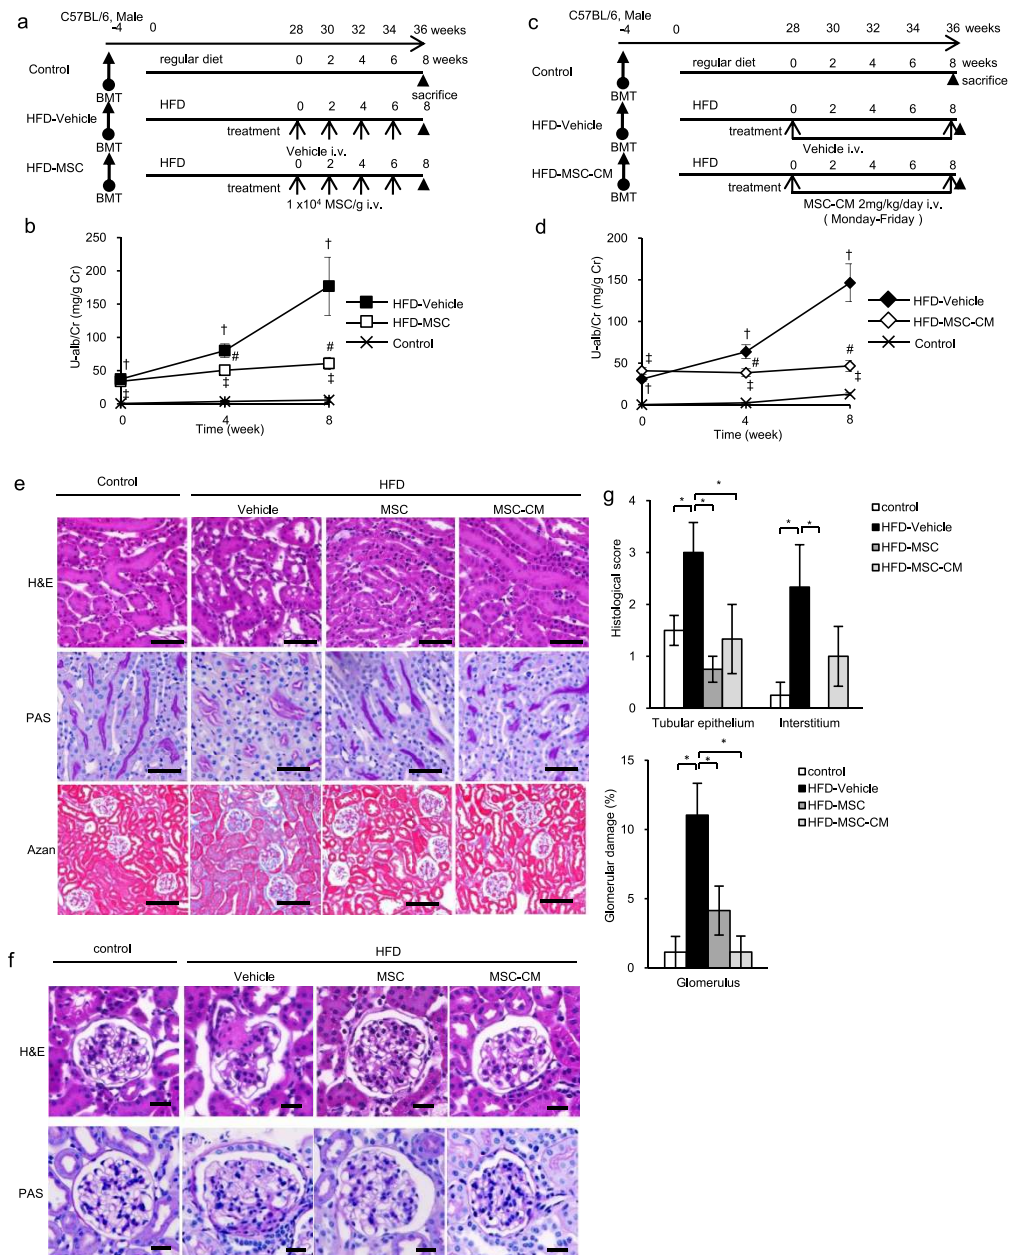 a
C57BL/6, Male
-4 0 28 30 32 34 36 weeks
Control
regular diet 0 2 4 6 8 weeks
BMT
sacrifice
HFD-Vehicle
HFD 0 2 4 6 8
treatment
BMT
Vehicle i.v.
HFD-MSC
HFD 0 2 4 6 8
treatment
BMT
1 x10⁴ MSC/g i.v.
c
C57BL/6, Male
-4 0 28 30 32 34 36 weeks
Control
regular diet 0 2 4 6 8 weeks
BMT
sacrifice
HFD-Vehicle
HFD 0 2 4 6 8
treatment
BMT
Vehicle i.v.
HFD-MSC-CM
HFD 0 2 4 6 8
treatment
BMT
MSC-CM 2mg/kg/day i.v.
( Monday-Friday )
b
U-alb/Cr (mg/g Cr)
250
200
150
100
50
0
† † †
# #
‡ ‡ ‡
0 4 8
Time (week)
HFD-Vehicle
HFD-MSC
Control
d
U-alb/Cr (mg/g Cr)
200
150
100
50
0
† † †
# #
‡ ‡ ‡
0 4 8
Time (week)
HFD-Vehicle
HFD-MSC-CM
Control
e
Control HFD
Vehicle MSC MSC-CM
H&E
PAS
Azan
g
Histological score
4
3
2
1
0
* * *
* *
Tubular epithelium Interstitium
control
HFD-Vehicle
HFD-MSC
HFD-MSC-CM
Glomerular damage (%)
15
10
5
0
* * *
Glomerulus
control
HFD-Vehicle
HFD-MSC
HFD-MSC-CM
f
control HFD
Vehicle MSC MSC-CM
H&E
PAS